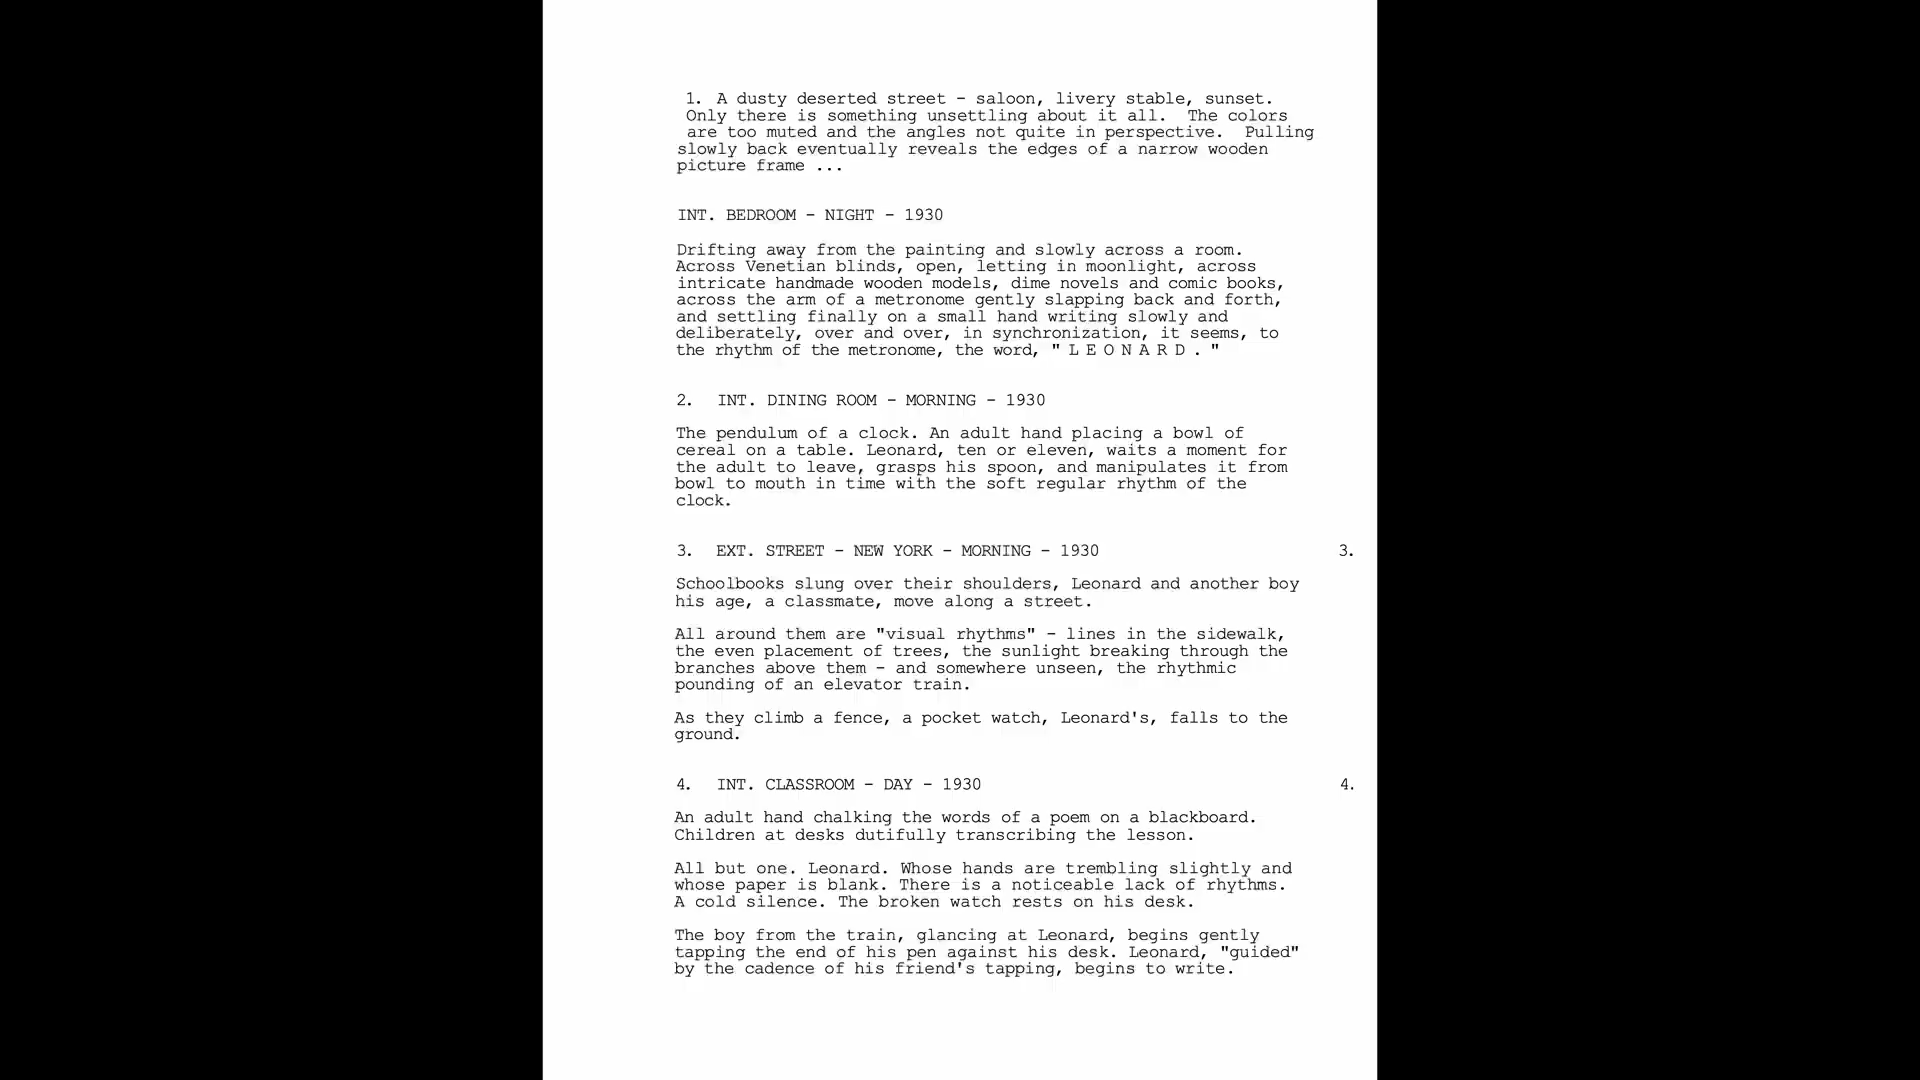 1. A dusty deserted street - saloon, livery stable, sunset.
Only there is something unsettling about it all. The colors
are too muted and the angles not quite in perspective. Pulling
slowly back eventually reveals the edges of a narrow wooden
picture frame ...
INT. BEDROOM - NIGHT - 1930
Drifting away from the painting and slowly across a room.
Across Venetian blinds, open, letting in moonlight, across
intricate handmade wooden models, dime novels and comic books,
across the arm of a metronome gently slapping back and forth,
and settling finally on a small hand writing slowly and
deliberately, over and over, in synchronization, it seems, to
the rhythm of the metronome, the word, " L E O N A R D . "
2. INT. DINING ROOM - MORNING - 1930
The pendulum of a clock. An adult hand placing a bowl of
cereal on a table. Leonard, ten or eleven, waits a moment for
the adult to leave, grasps his spoon, and manipulates it from
bowl to mouth in time with the soft regular rhythm of the
clock.
3. EXT. STREET - NEW YORK - MORNING - 1930 3.
Schoolbooks slung over their shoulders, Leonard and another boy
his age, a classmate, move along a street.
All around them are "visual rhythms" - lines in the sidewalk,
the even placement of trees, the sunlight breaking through the
branches above them - and somewhere unseen, the rhythmic
pounding of an elevator train.
As they climb a fence, a pocket watch, Leonard's, falls to the
ground.
4. INT. CLASSROOM - DAY - 1930 4.
An adult hand chalking the words of a poem on a blackboard.
Children at desks dutifully transcribing the lesson.
All but one. Leonard. Whose hands are trembling slightly and
whose paper is blank. There is a noticeable lack of rhythms.
A cold silence. The broken watch rests on his desk.
The boy from the train, glancing at Leonard, begins gently
tapping the end of his pen against his desk. Leonard, "guided"
by the cadence of his friend's tapping, begins to write.